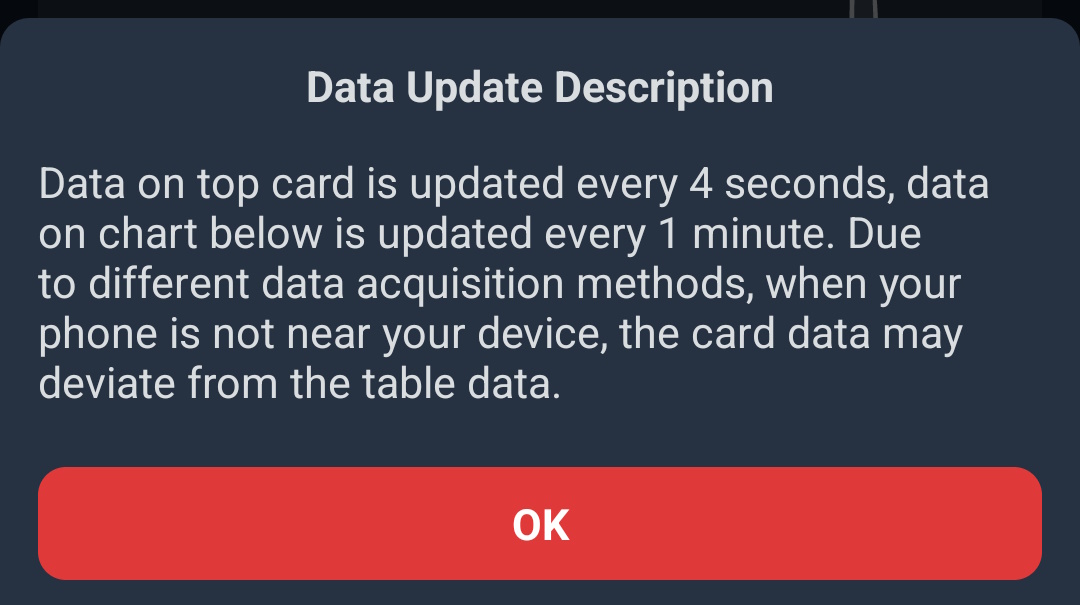 Data Update Description
Data on top card is updated every 4 seconds, data
on chart below is updated every 1 minute. Due
to different data acquisition methods, when your
phone is not near your device, the card data may
deviate from the table data.
OK